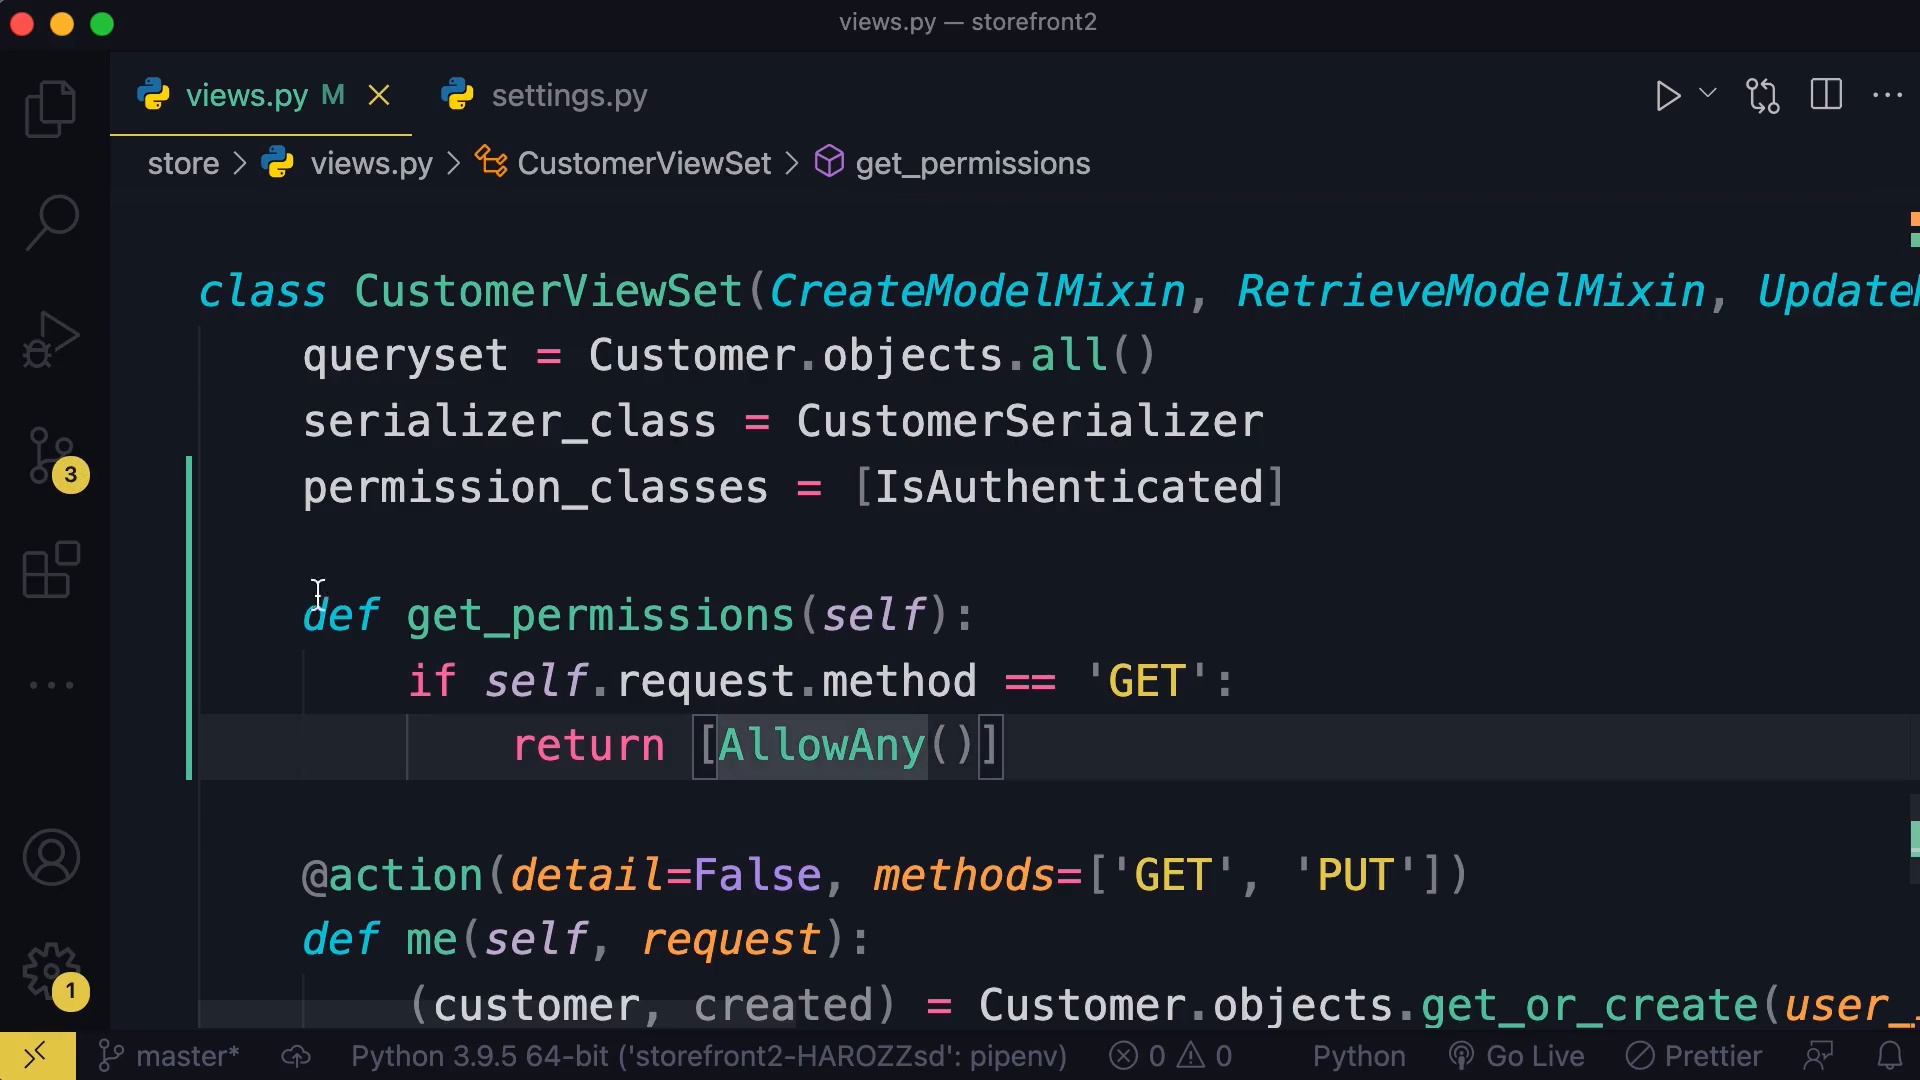 views.py — storefront2
views.py M settings.py
store > views.py > CustomerViewSet > get_permissions
class CustomerViewSet(CreateModelMixin, RetrieveModelMixin, Update
queryset = Customer.objects.all()
serializer_class = CustomerSerializer
permission_classes = [IsAuthenticated]
def get_permissions(self):
if self.request.method == 'GET':
return [AllowAny()]
@action(detail=False, methods=['GET', 'PUT'])
def me(self, request):
(customer, created) = Customer.objects.get_or_create(user_
3
1
master* Python 3.9.5 64-bit ('storefront2-HAROZZsd': pipenv) 0 0 Python Go Live Prettier